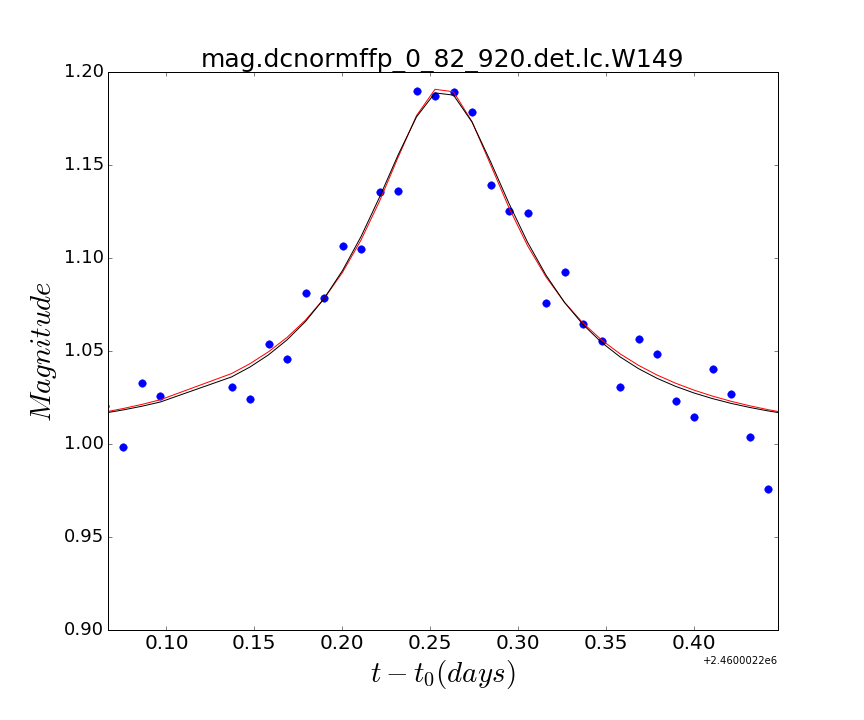 mag.dcnormffp_0_82_920.det.lc.W149
1.20
1.15
1.10
1.05
1.00
0.95
0.90
Magnitude
0.10 0.15 0.20 0.25 0.30 0.35 0.40
+2.4600022e6
t − t₀(days)